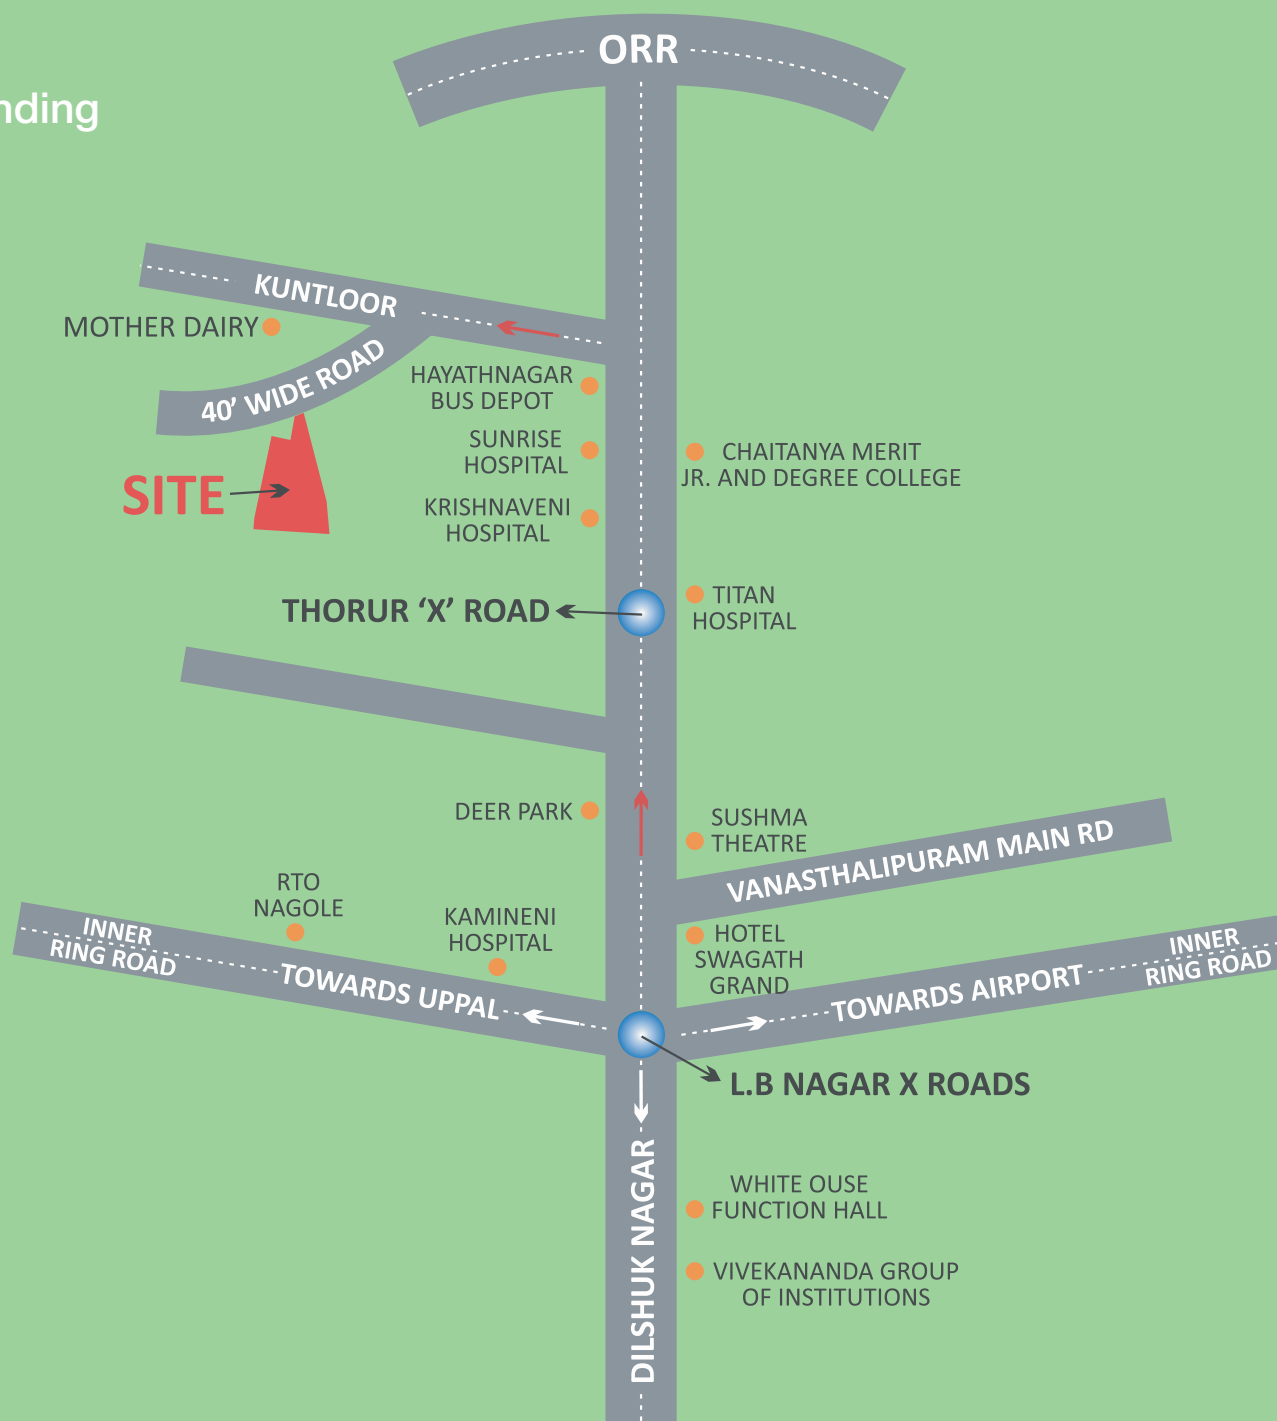 ORR
nding
KUNTLOOR
MOTHER DAIRY
40’ WIDE ROAD
HAYATHNAGAR
BUS DEPOT
SUNRISE
HOSPITAL
CHAITANYA MERIT
JR. AND DEGREE COLLEGE
SITE
KRISHNAVENI
HOSPITAL
THORUR ‘X’ ROAD
TITAN
HOSPITAL
DEER PARK
SUSHMA
THEATRE
VANASTHALIPURAM MAIN RD
RTO
NAGOLE
KAMINENI
HOSPITAL
INNER
RING ROAD
TOWARDS UPPAL
HOTEL
SWAGATH
GRAND
TOWARDS AIRPORT
INNER
RING ROAD
L.B NAGAR X ROADS
DILSHUK NAGAR
WHITE OUSE
FUNCTION HALL
VIVEKANANDA GROUP
OF INSTITUTIONS